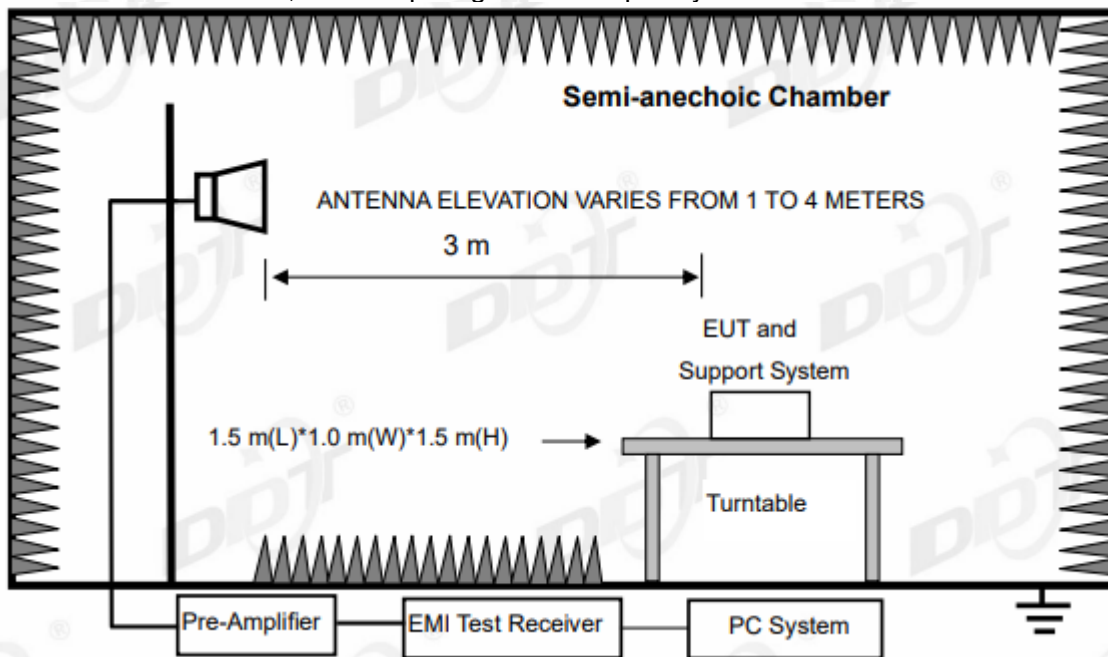 Semi-anechoic Chamber
ANTENNA ELEVATION VARIES FROM 1 TO 4 METERS
3 m
EUT and
Support System
1.5 m(L)*1.0 m(W)*1.5 m(H)
Turntable
Pre-Amplifier
EMI Test Receiver
PC System
DDT
®